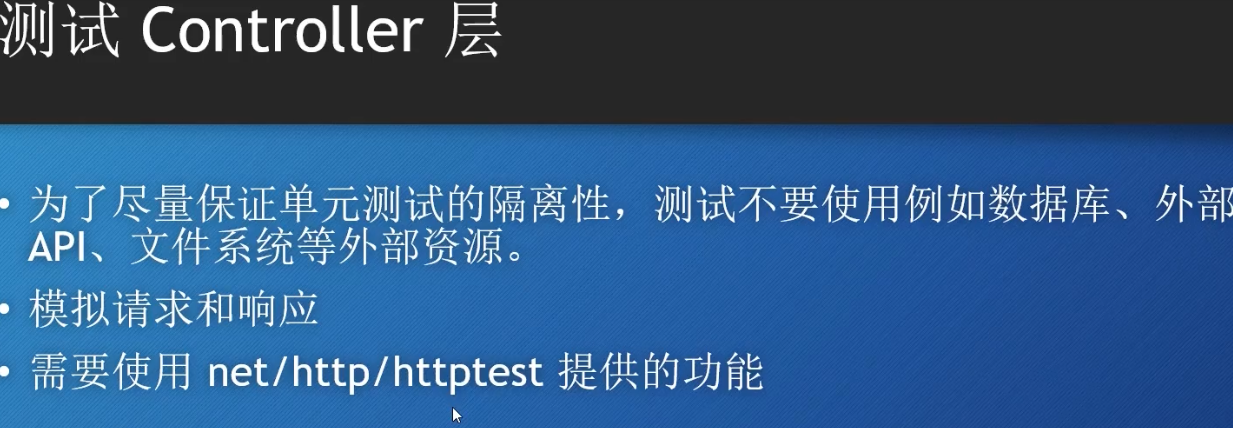 测试 Controller 层
• 为了尽量保证单元测试的隔离性，测试不要使用例如数据库、外部
API、文件系统等外部资源。
• 模拟请求和响应
• 需要使用 net/http/httptest 提供的功能